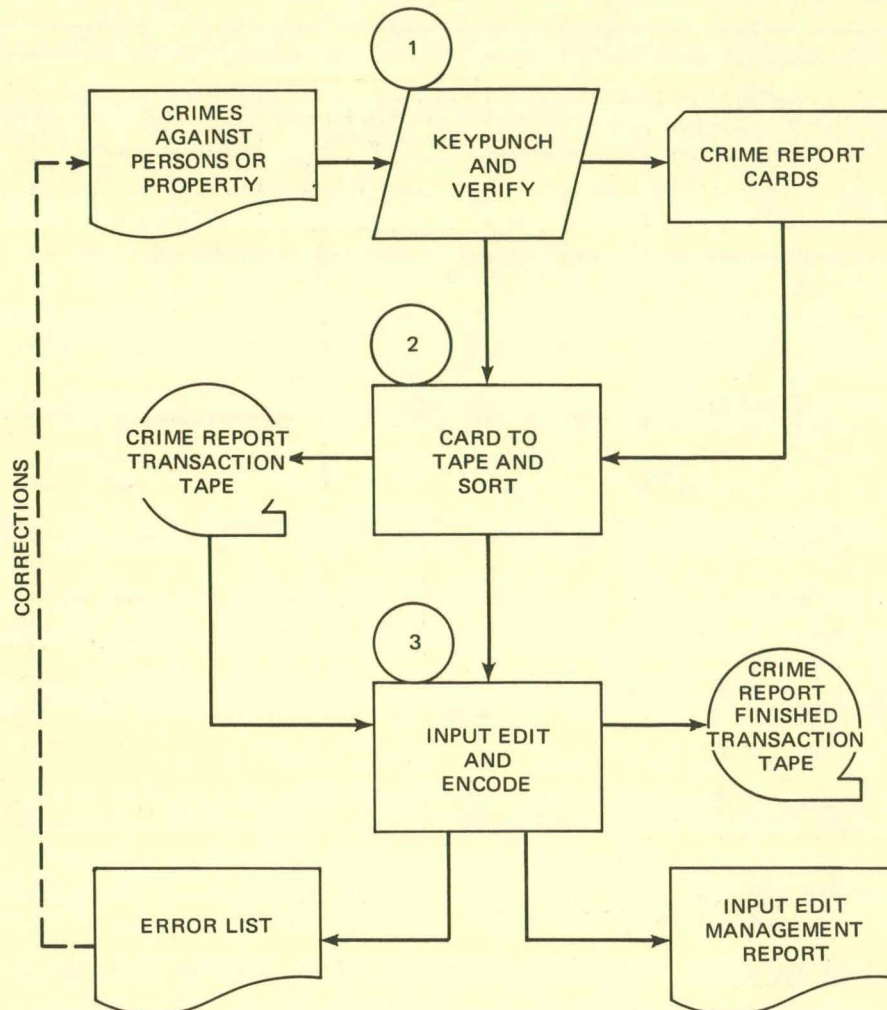 1
CRIMES
AGAINST
PERSONS OR
PROPERTY
KEYPUNCH
AND
VERIFY
CRIME REPORT
CARDS
2
CRIME REPORT
TRANSACTION
TAPE
CARD TO
TAPE AND
SORT
CORRECTIONS
3
INPUT EDIT
AND
ENCODE
CRIME
REPORT
FINISHED
TRANSACTION
TAPE
ERROR LIST
INPUT EDIT
MANAGEMENT
REPORT